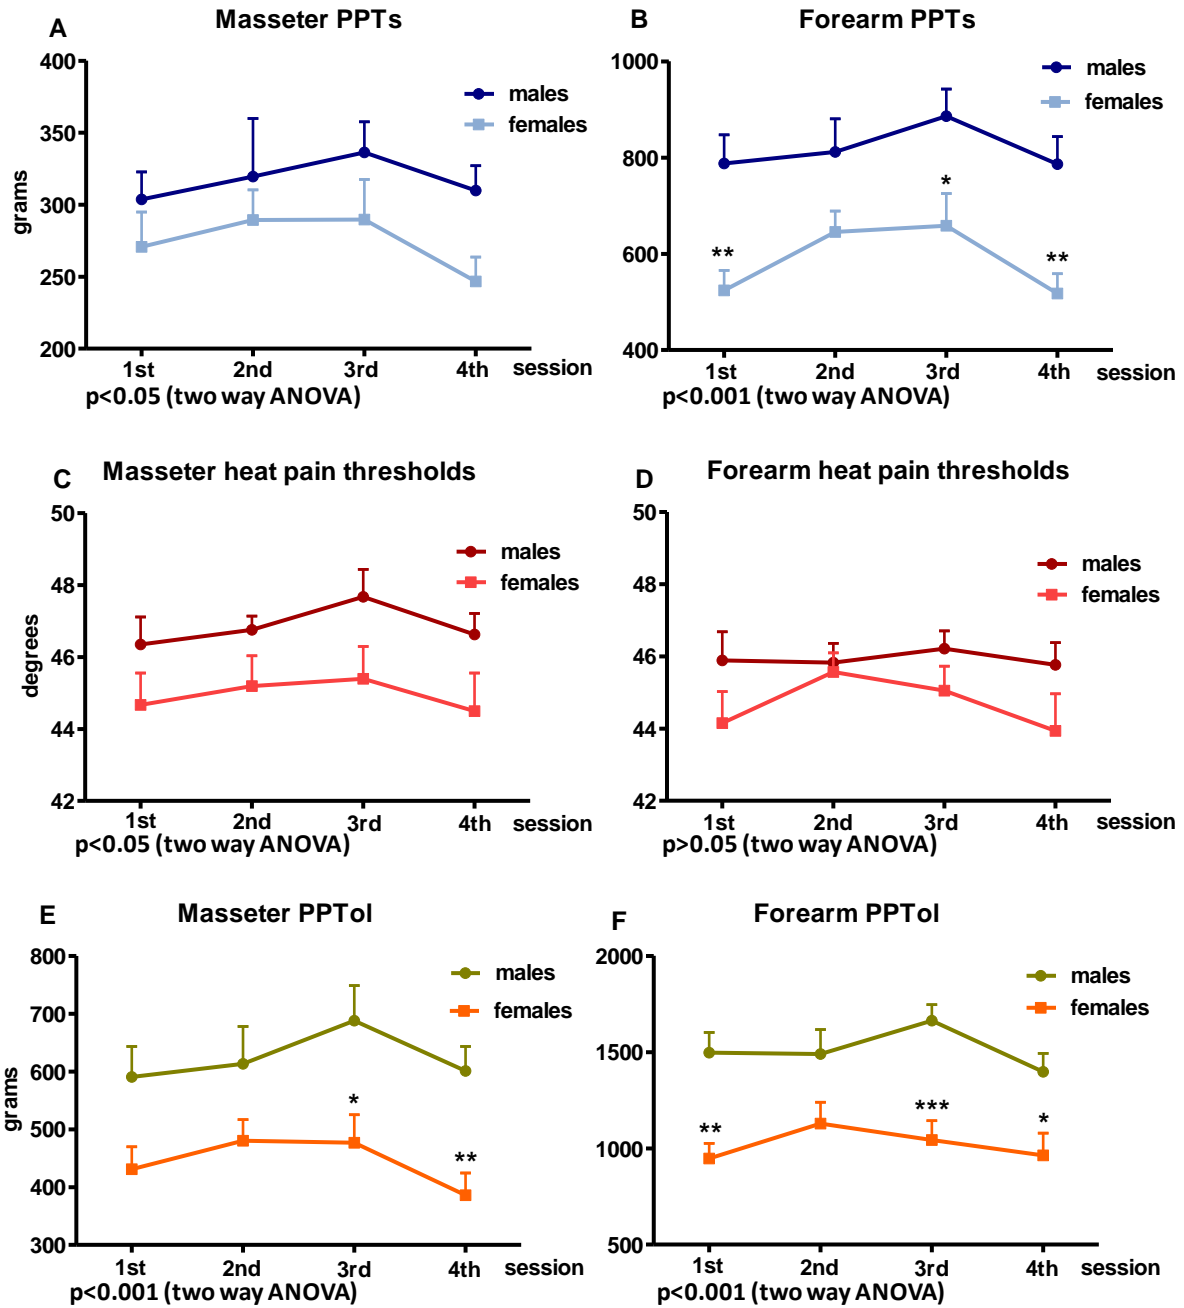 A
Masseter PPTs
400
350
300
250
200
grams
males
females
1st 2nd 3rd 4th session
p<0.05 (two way ANOVA)
B
Forearm PPTs
1000
800
600
400
males
females
**
*
**
1st 2nd 3rd 4th session
p<0.001 (two way ANOVA)
C
Masseter heat pain thresholds
50
48
46
44
42
degrees
males
females
1st 2nd 3rd 4th session
p<0.05 (two way ANOVA)
D
Forearm heat pain thresholds
50
48
46
44
42
males
females
1st 2nd 3rd 4th session
p>0.05 (two way ANOVA)
E
Masseter PPTol
800
700
600
500
400
300
grams
males
females
*
**
1st 2nd 3rd 4th session
p<0.001 (two way ANOVA)
F
Forearm PPTol
2000
1500
1000
500
males
females
**
***
*
1st 2nd 3rd 4th session
p<0.001 (two way ANOVA)